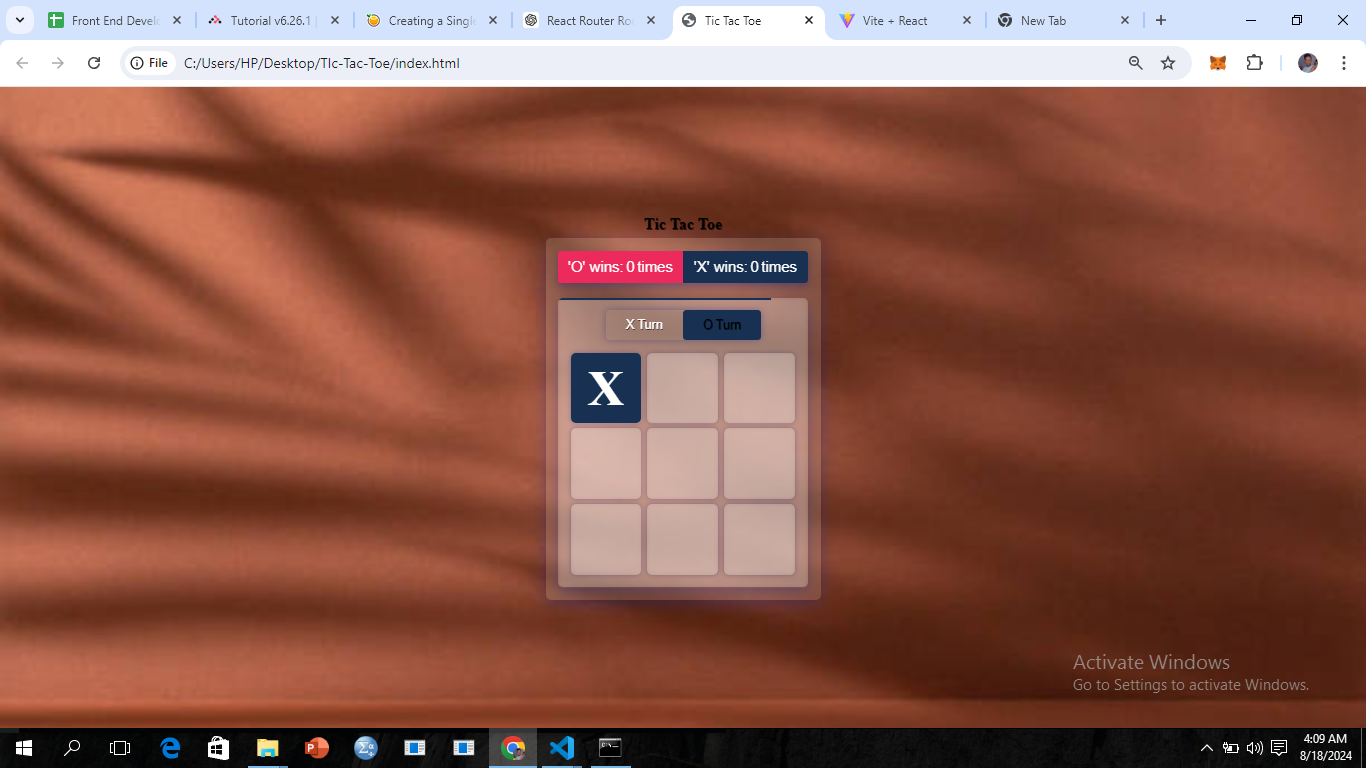 Front End Develo
Tutorial v6.26.1
Creating a Single
React Router Ro
Tic Tac Toe
Vite + React
New Tab
File
C:/Users/HP/Desktop/TIc-Tac-Toe/index.html
Tic Tac Toe
'O' wins: 0 times
'X' wins: 0 times
X Turn
O Turn
X
Activate Windows
Go to Settings to activate Windows.
4:09 AM
8/18/2024